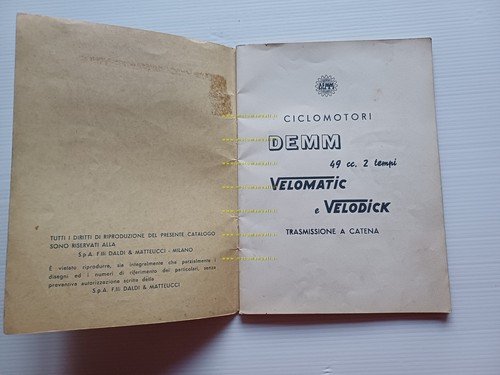 TUTTI I DIRITTI DI RIPRODUZIONE DEL PRESENTE CATALOGO
SONO RISERVATI ALLA
S.p.A. F.lli DALDI & MATTEUCCI - MILANO
È vietato riprodurre, sia integralmente che parzialmente i
disegni ed i numeri di riferimento dei particolari, senza
preventiva autorizzazione scritta della
S.p.A. F.lli DALDI & MATTEUCCI
DEMM
CICLOMOTORI
DEMM
49 cc. 2 tempi
VELOMATIC
e VELODICK
TRASMISSIONE A CATENA